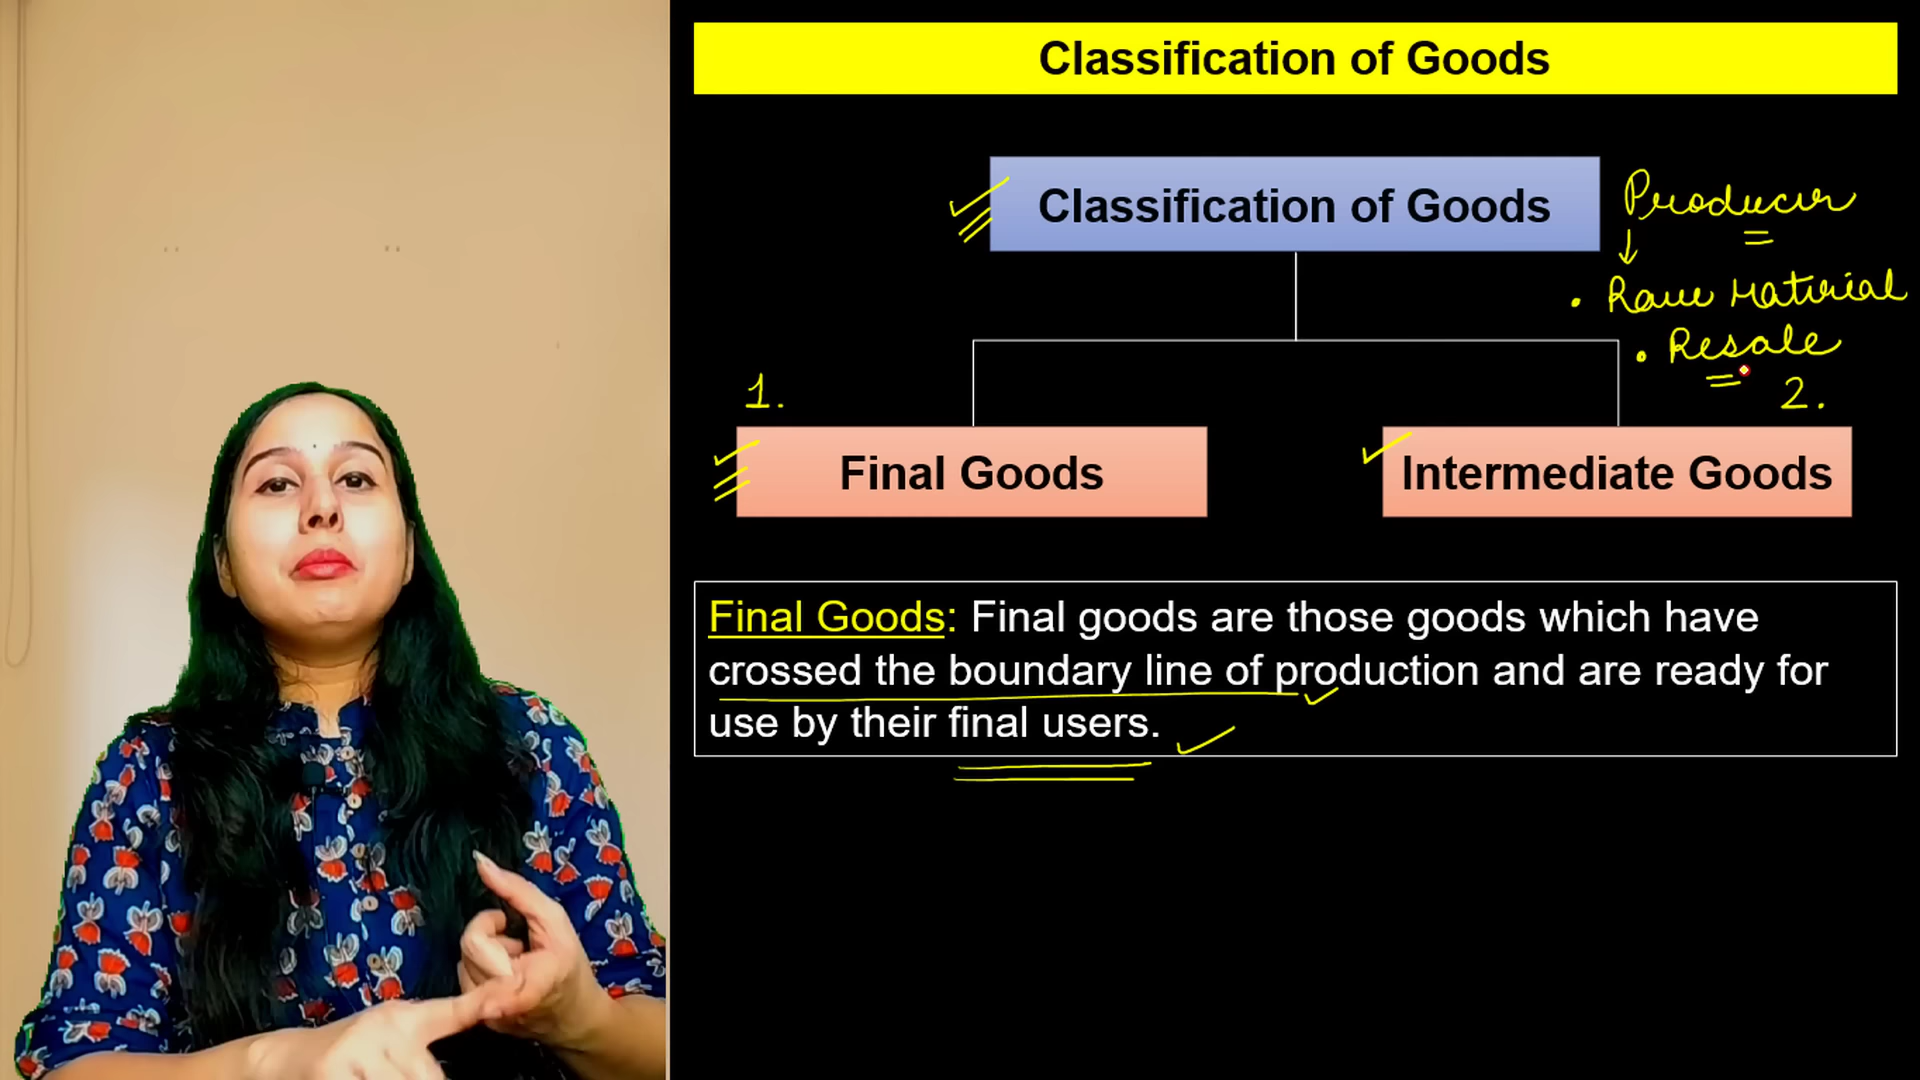 Classification of Goods
Classification of Goods
Producer
Raw Material
Resale
1.
2.
Final Goods
Intermediate Goods
Final Goods: Final goods are those goods which have
crossed the boundary line of production and are ready for
use by their final users.